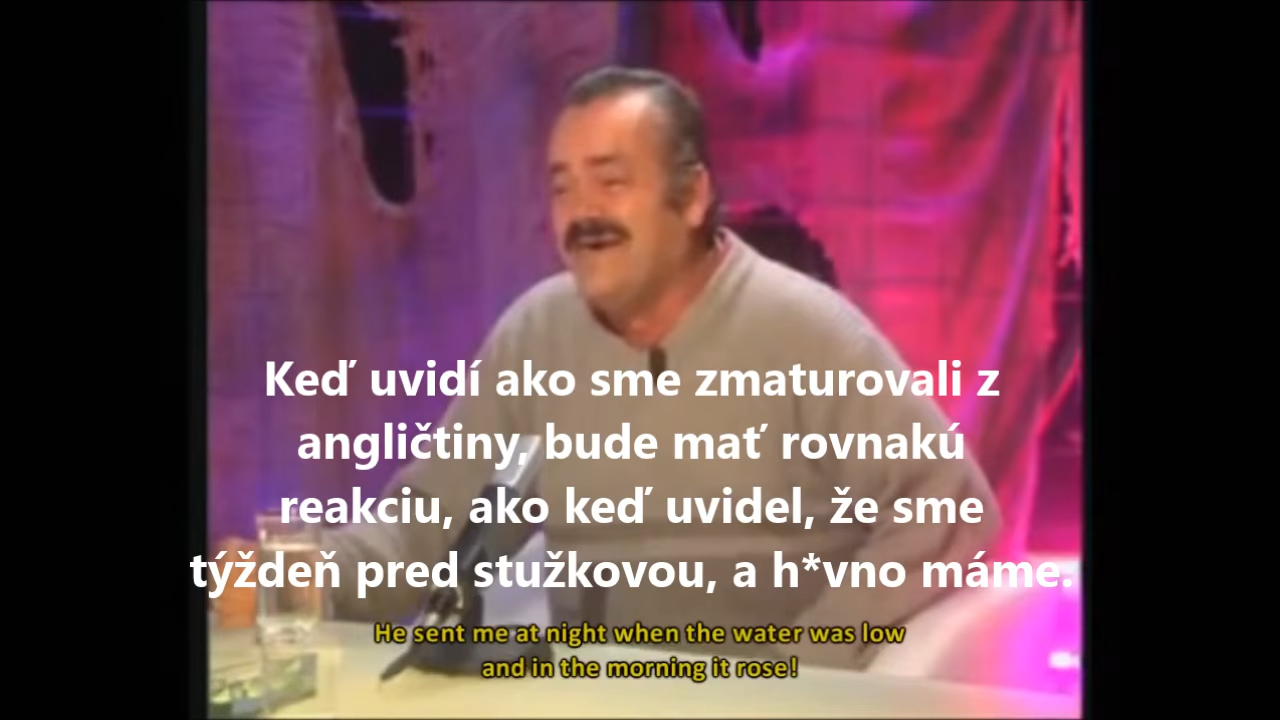 Keď uvidí ako sme zmaturovali z
angličtiny, bude mať rovnakú
reakciu, ako keď uvidel, že sme
týždeň pred stužkovou, a h*vno máme.
He sent me at night when the water was low
and in the morning it rose!